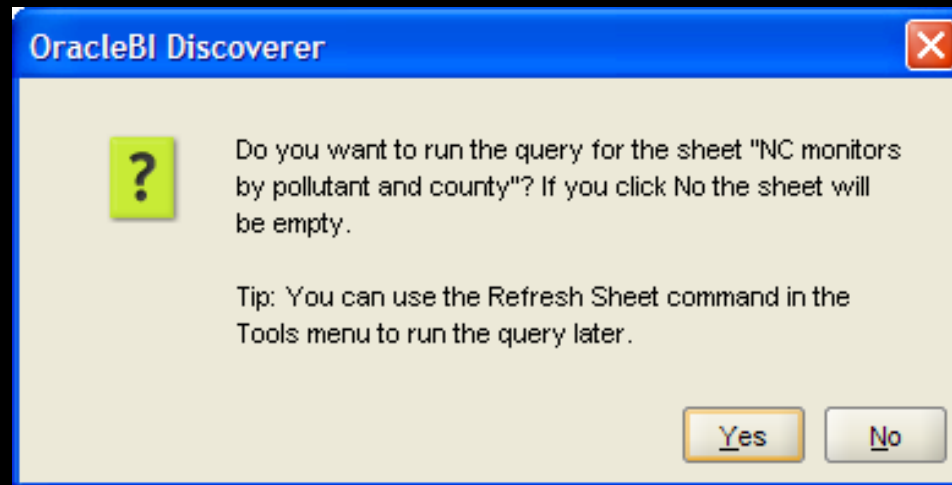 OracleBI Discoverer
?
Do you want to run the query for the sheet "NC monitors
by pollutant and county"? If you click No the sheet will
be empty.
Tip: You can use the Refresh Sheet command in the
Tools menu to run the query later.
Yes No